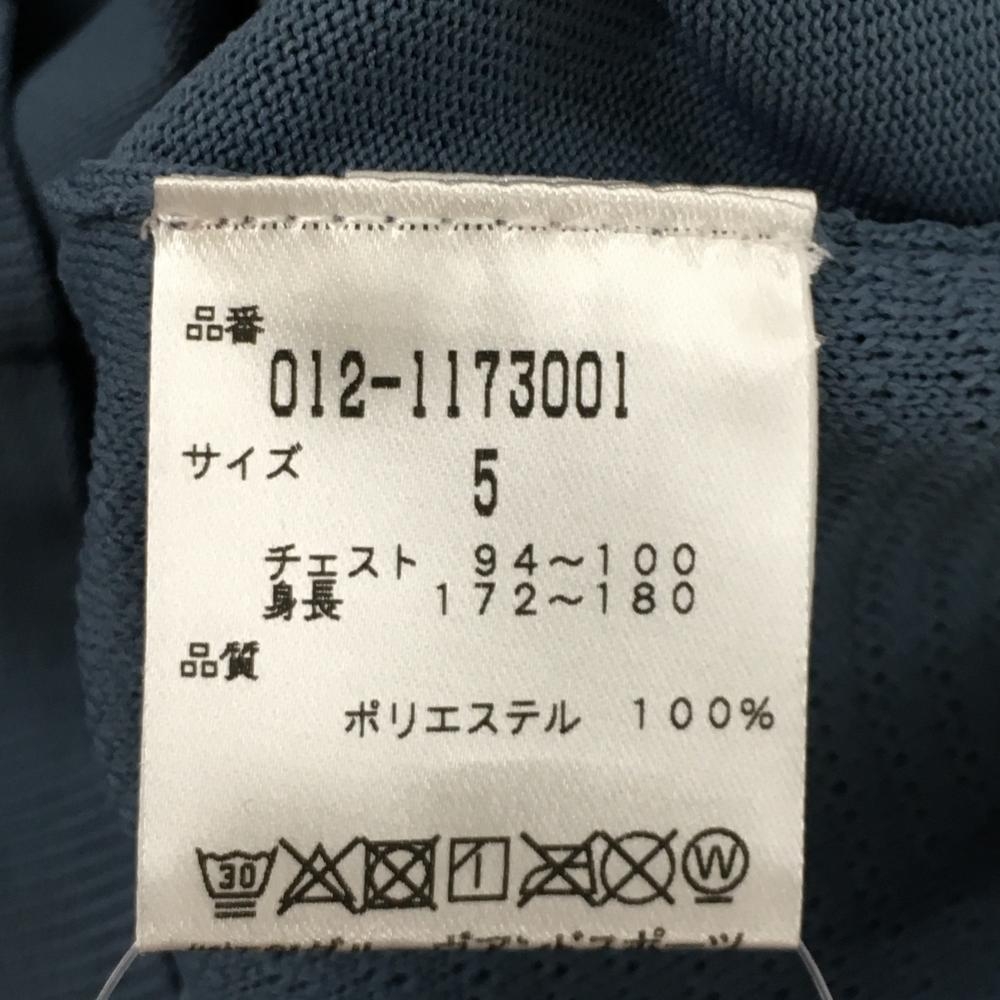 品番
012-1173001
サイズ 5
チェスト 94〜100
身長 172〜180
品質
ポリエステル 100%
30 W